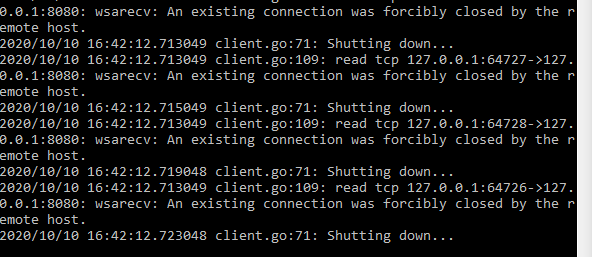 0.0.1:8080: wsarecv: An existing connection was forcibly closed by the r
emote host.
2020/10/10 16:42:12.713049 client.go:71: Shutting down...
2020/10/10 16:42:12.713049 client.go:109: read tcp 127.0.0.1:64727->127.
0.0.1:8080: wsarecv: An existing connection was forcibly closed by the r
emote host.
2020/10/10 16:42:12.715049 client.go:71: Shutting down...
2020/10/10 16:42:12.713049 client.go:109: read tcp 127.0.0.1:64728->127.
0.0.1:8080: wsarecv: An existing connection was forcibly closed by the r
emote host.
2020/10/10 16:42:12.719048 client.go:71: Shutting down...
2020/10/10 16:42:12.713049 client.go:109: read tcp 127.0.0.1:64726->127.
0.0.1:8080: wsarecv: An existing connection was forcibly closed by the r
emote host.
2020/10/10 16:42:12.723048 client.go:71: Shutting down...